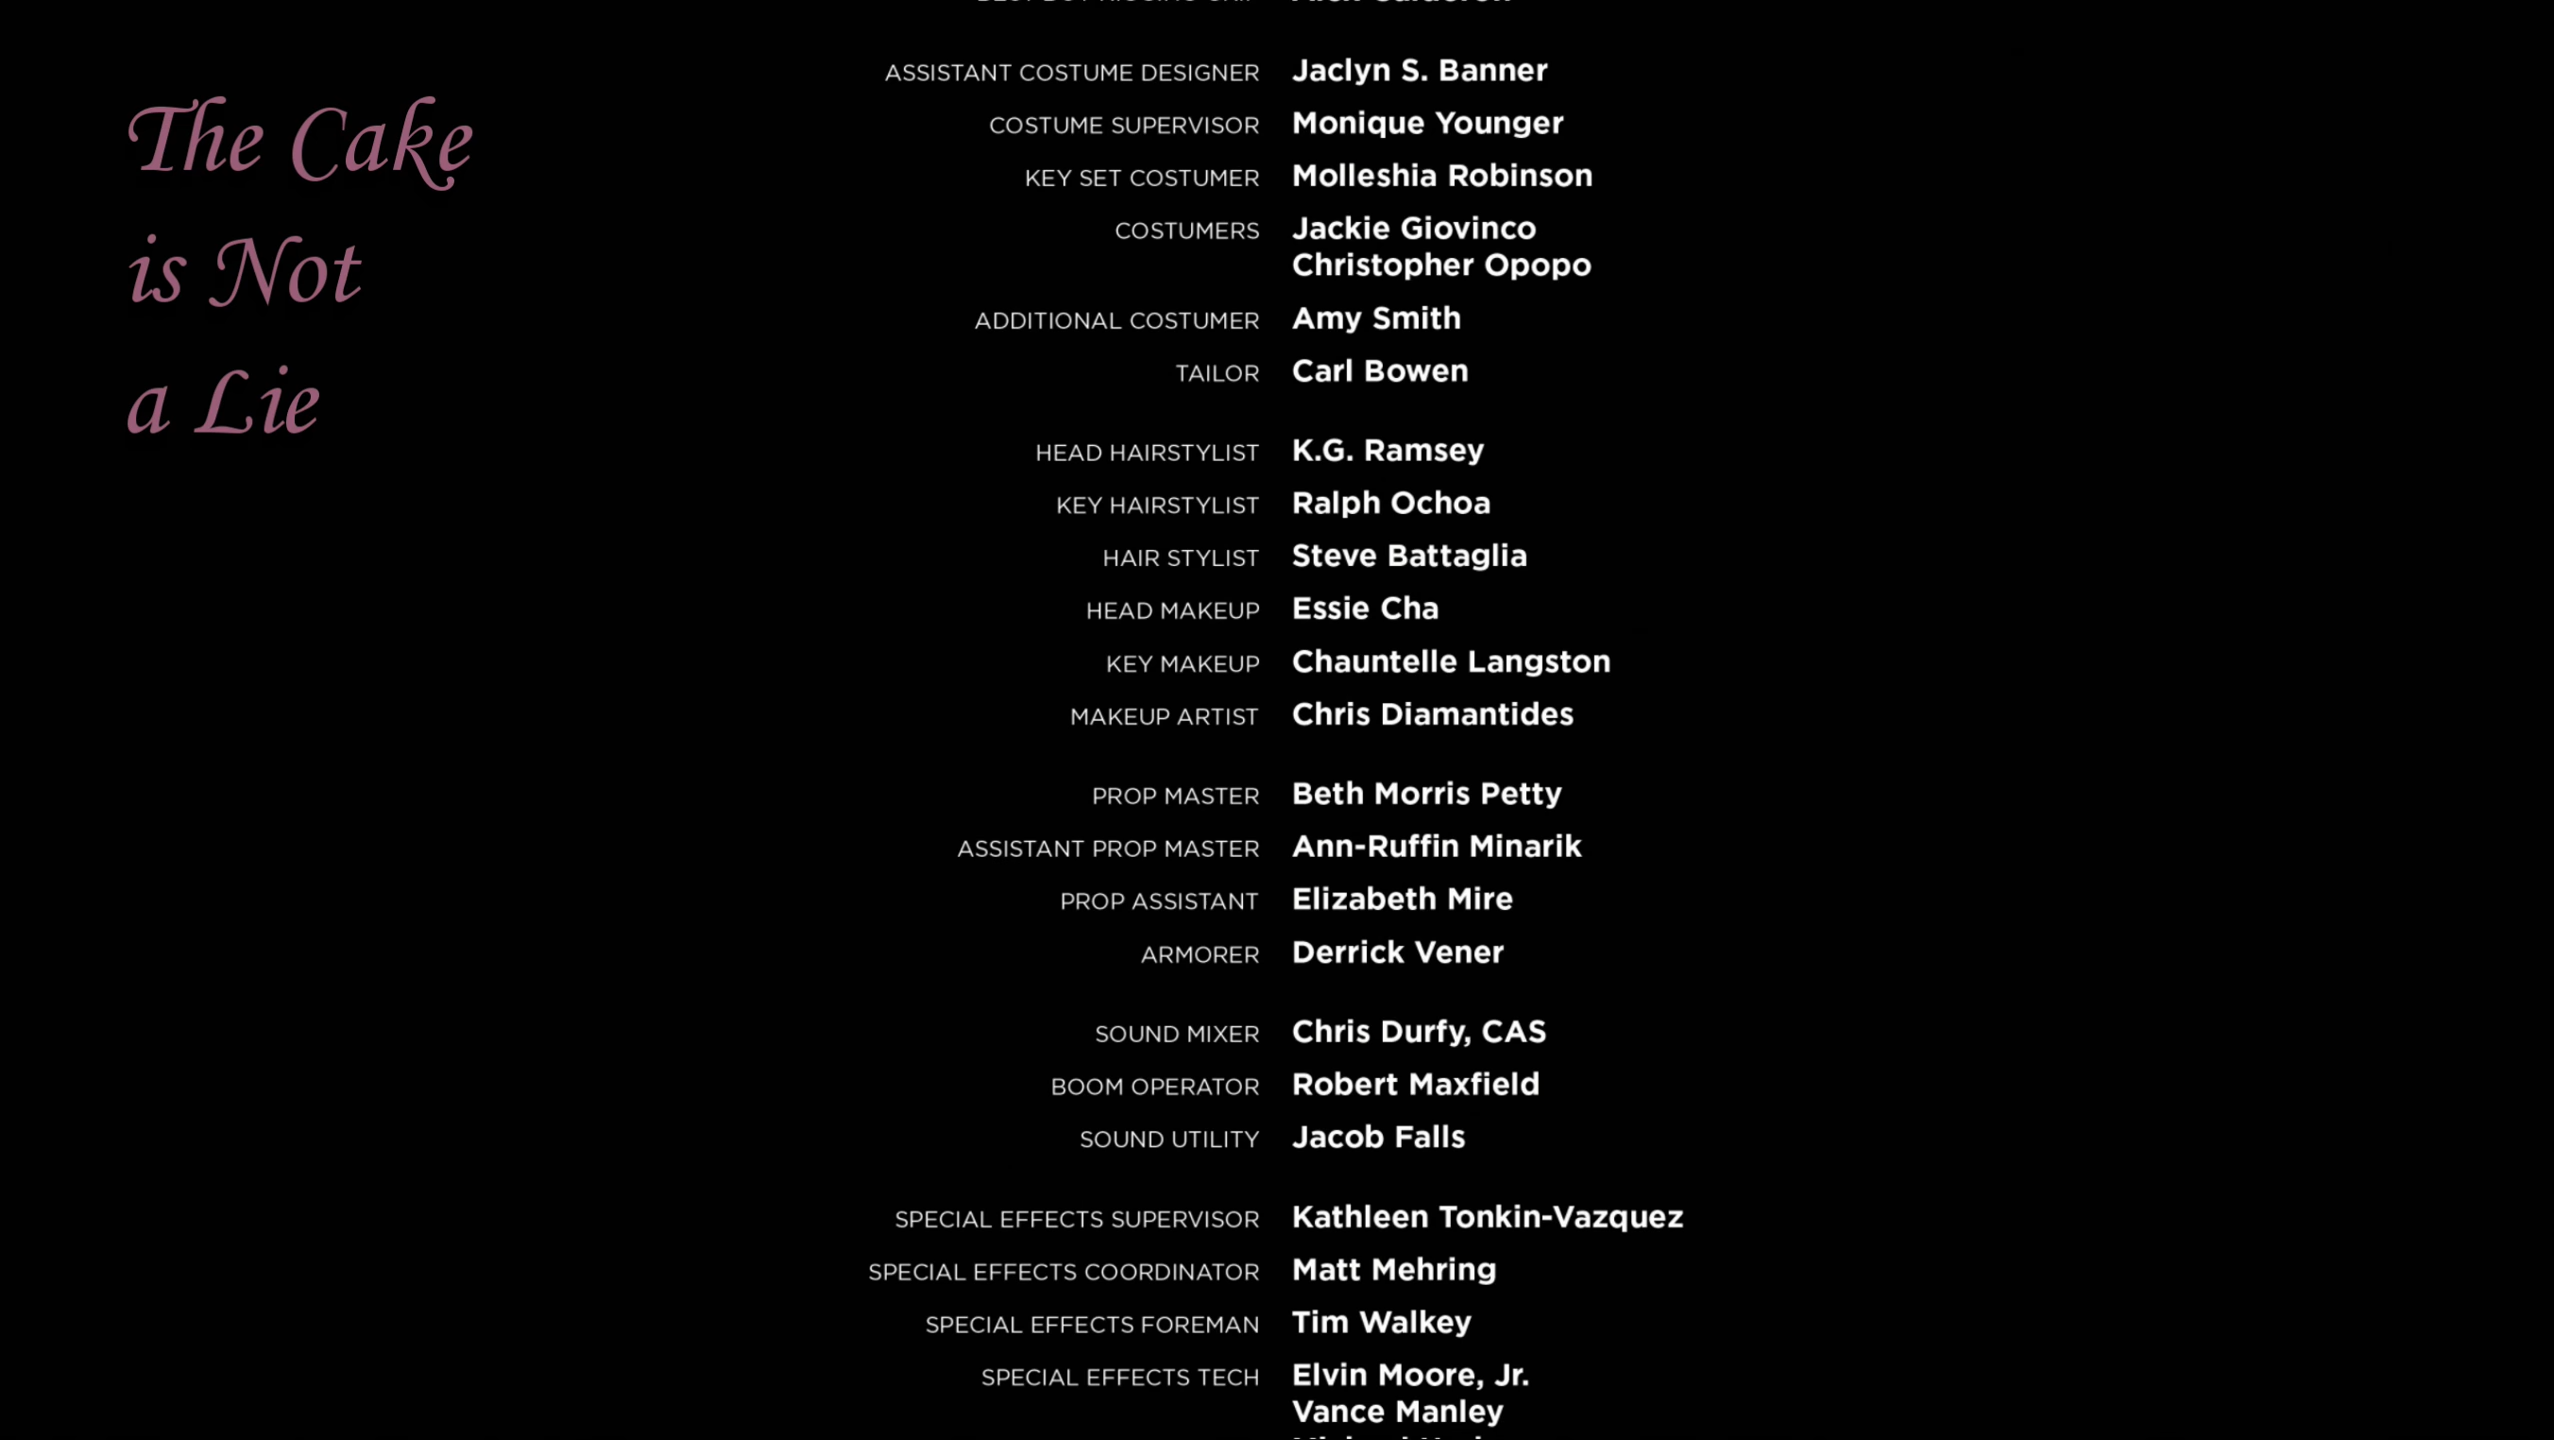 The Cake
is Not
a Lie
ASSISTANT COSTUME DESIGNER Jaclyn S. Banner
COSTUME SUPERVISOR Monique Younger
KEY SET COSTUMER Molleshia Robinson
COSTUMERS Jackie Giovinco
Christopher Opopo
ADDITIONAL COSTUMER Amy Smith
TAILOR Carl Bowen
HEAD HAIRSTYLIST K.G. Ramsey
KEY HAIRSTYLIST Ralph Ochoa
HAIR STYLIST Steve Battaglia
HEAD MAKEUP Essie Cha
KEY MAKEUP Chauntelle Langston
MAKEUP ARTIST Chris Diamantides
PROP MASTER Beth Morris Petty
ASSISTANT PROP MASTER Ann-Ruffin Minarik
PROP ASSISTANT Elizabeth Mire
ARMORER Derrick Vener
SOUND MIXER Chris Durfy, CAS
BOOM OPERATOR Robert Maxfield
SOUND UTILITY Jacob Falls
SPECIAL EFFECTS SUPERVISOR Kathleen Tonkin-Vazquez
SPECIAL EFFECTS COORDINATOR Matt Mehring
SPECIAL EFFECTS FOREMAN Tim Walkey
SPECIAL EFFECTS TECH Elvin Moore, Jr.
Vance Manley